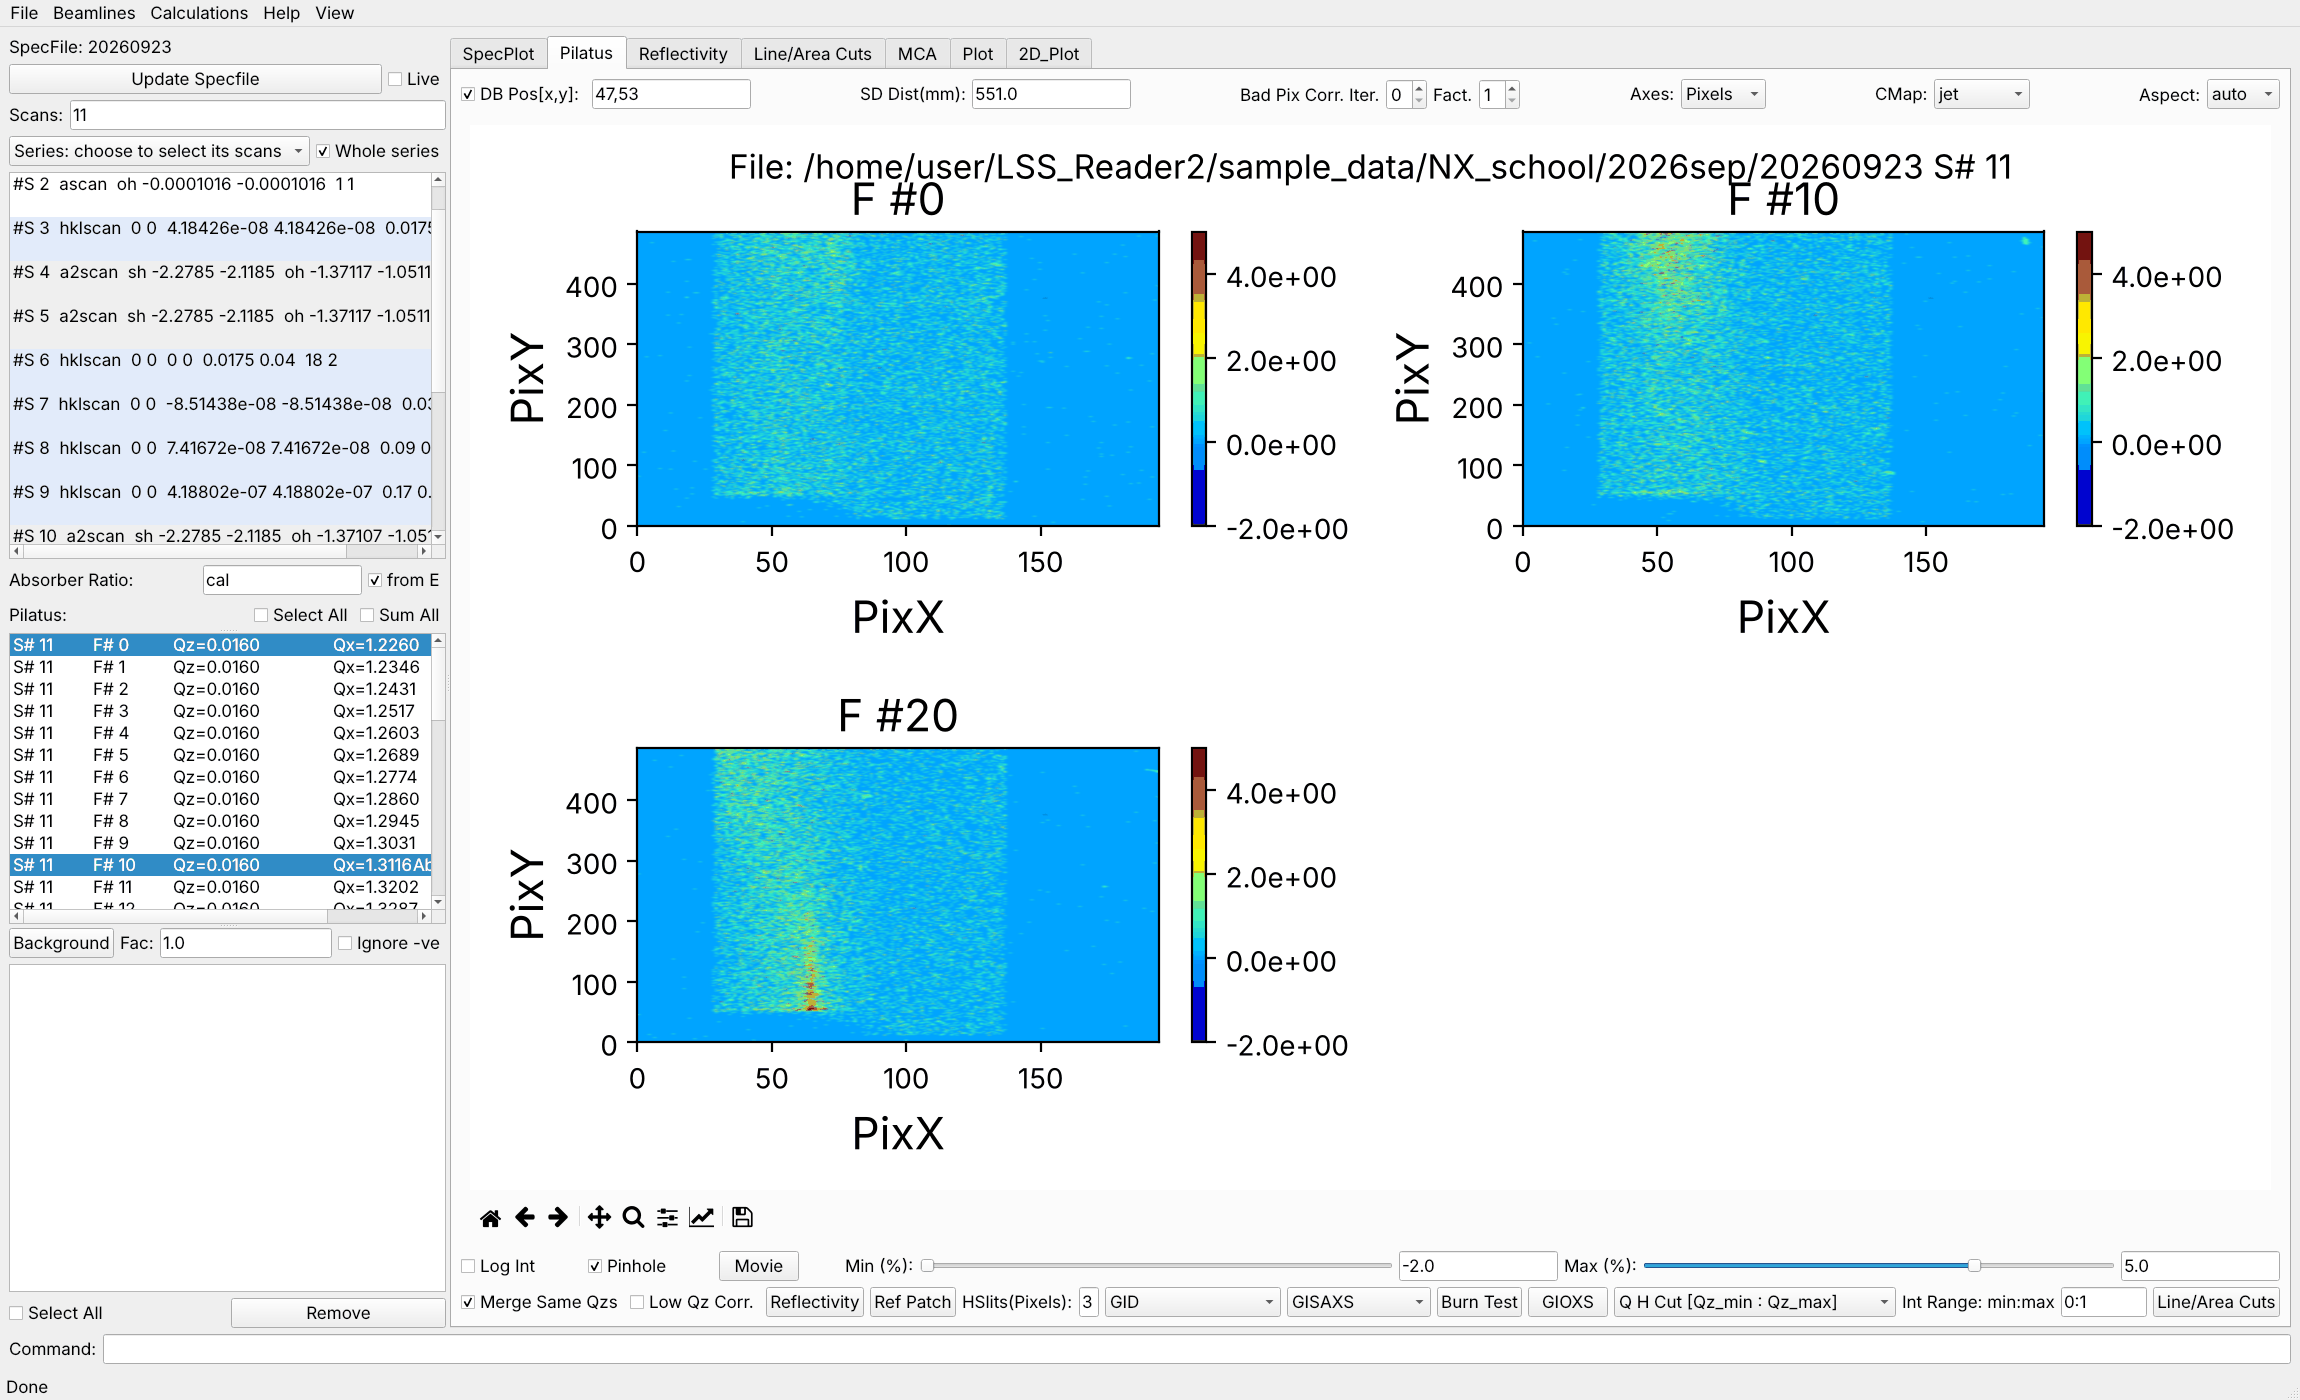 File Beamlines Calculations Help View
SpecFile: 20260923
Update Specfile Live
Scans: 11
Series: choose to select its scans Whole series
#S 2 ascan oh -0.0001016 -0.0001016 1 1
#S 3 hklscan 0 0 4.18426e-08 4.18426e-08 0.0175
#S 4 a2scan sh -2.2785 -2.1185 oh -1.37117 -1.0511
#S 5 a2scan sh -2.2785 -2.1185 oh -1.37117 -1.0511
#S 6 hklscan 0 0 0 0 0.0175 0.04 18 2
#S 7 hklscan 0 0 -8.51438e-08 -8.51438e-08 0.03
#S 8 hklscan 0 0 7.41672e-08 7.41672e-08 0.09 0
#S 9 hklscan 0 0 4.18802e-07 4.18802e-07 0.17 0.
#S 10 a2scan sh -2.2785 -2.1185 oh -1.37107 -1.051
Absorber Ratio: cal from E
Pilatus: Select All Sum All
S# 11 F# 0 Qz=0.0160 Qx=1.2260
S# 11 F# 1 Qz=0.0160 Qx=1.2346
S# 11 F# 2 Qz=0.0160 Qx=1.2431
S# 11 F# 3 Qz=0.0160 Qx=1.2517
S# 11 F# 4 Qz=0.0160 Qx=1.2603
S# 11 F# 5 Qz=0.0160 Qx=1.2689
S# 11 F# 6 Qz=0.0160 Qx=1.2774
S# 11 F# 7 Qz=0.0160 Qx=1.2860
S# 11 F# 8 Qz=0.0160 Qx=1.2945
S# 11 F# 9 Qz=0.0160 Qx=1.3031
S# 11 F# 10 Qz=0.0160 Qx=1.3116Ab
S# 11 F# 11 Qz=0.0160 Qx=1.3202
S# 11 F# 12 Qz=0.0160 Qx=1.3287
Background Fac: 1.0 Ignore -ve
Select All Remove
SpecPlot Pilatus Reflectivity Line/Area Cuts MCA Plot 2D_Plot
DB Pos[x,y]: 47,53 SD Dist(mm): 551.0 Bad Pix Corr. Iter. 0 Fact. 1 Axes: Pixels CMap: jet Aspect: auto
File: /home/user/LSS_Reader2/sample_data/NX_school/2026sep/20260923 S# 11
F #0
PixY
400
300
200
100
0
0 50 100 150
PixX
4.0e+00
2.0e+00
0.0e+00
-2.0e+00
F #10
PixY
400
300
200
100
0
0 50 100 150
PixX
4.0e+00
2.0e+00
0.0e+00
-2.0e+00
F #20
PixY
400
300
200
100
0
0 50 100 150
PixX
4.0e+00
2.0e+00
0.0e+00
-2.0e+00
Log Int Pinhole Movie Min (%): -2.0 Max (%): 5.0
Merge Same Qzs Low Qz Corr. Reflectivity Ref Patch HSlits(Pixels): 3 GID GISAXS Burn Test GIOXS Q H Cut [Qz_min : Qz_max] Int Range: min:max 0:1 Line/Area Cuts
Command:
Done